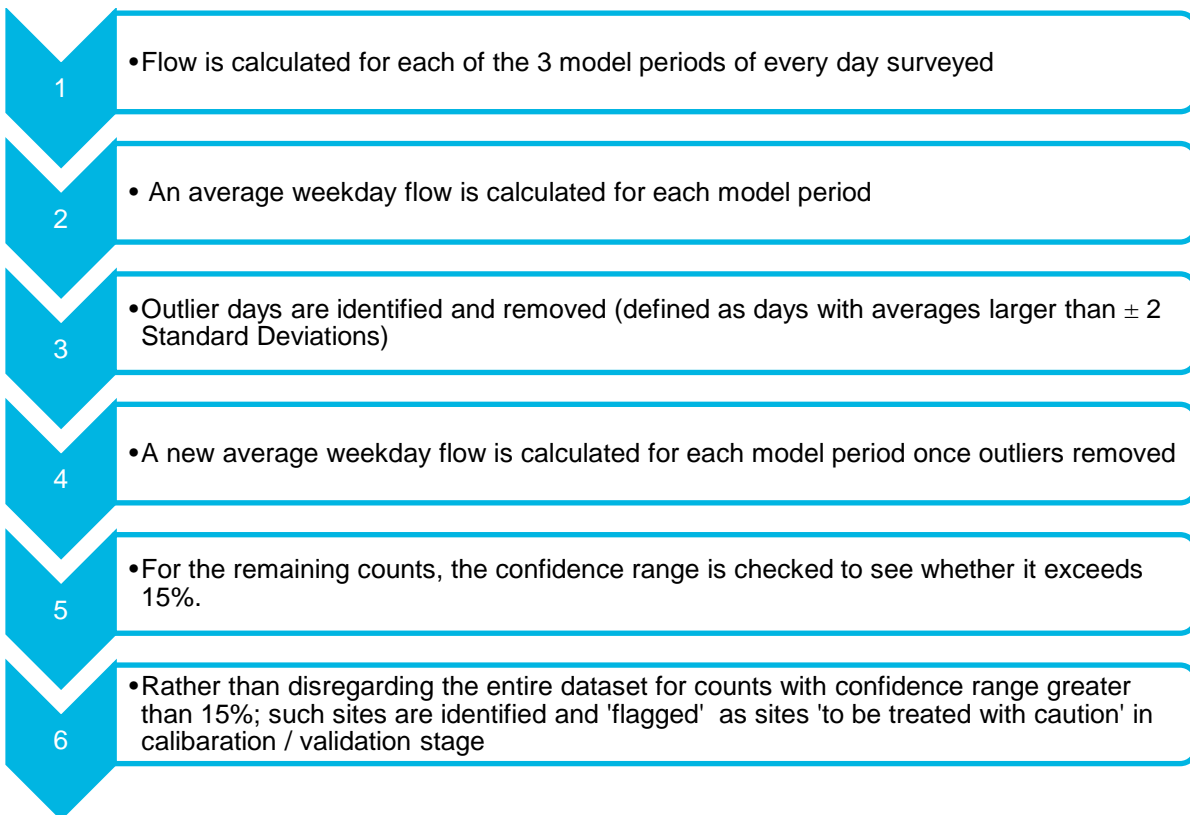 1
•Flow is calculated for each of the 3 model periods of every day surveyed
2
• An average weekday flow is calculated for each model period
3
•Outlier days are identified and removed (defined as days with averages larger than ± 2
Standard Deviations)
4
•A new average weekday flow is calculated for each model period once outliers removed
5
•For the remaining counts, the confidence range is checked to see whether it exceeds
15%.
6
•Rather than disregarding the entire dataset for counts with confidence range greater
than 15%; such sites are identified and 'flagged'  as sites 'to be treated with caution' in
calibaration / validation stage